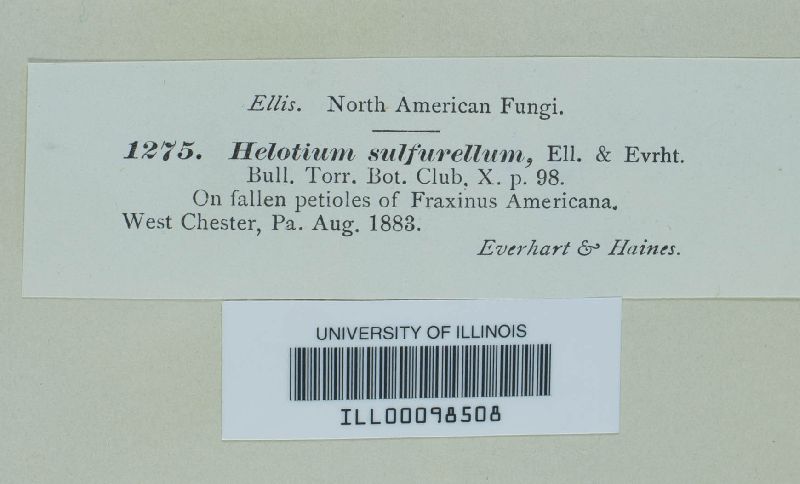 Ellis. North American Fungi.
1275. Helotium sulfurellum, Ell. & Evrht.
Bull. Torr. Bot. Club, X. p. 98.
On fallen petioles of Fraxinus Americana.
West Chester, Pa. Aug. 1883.
Everhart & Haines.
UNIVERSITY OF ILLINOIS
ILL00098508